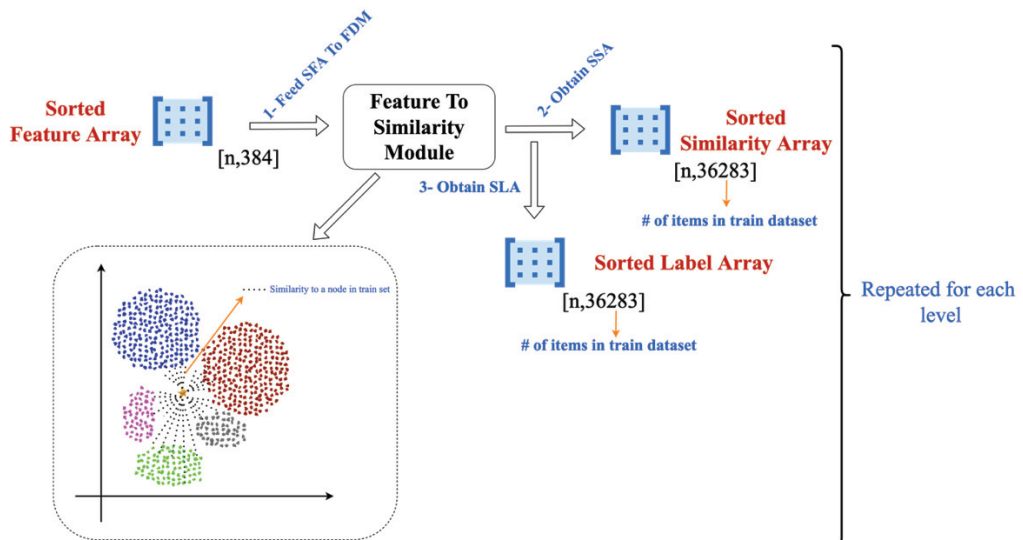 1- Feed SFA To FDM
Sorted
Feature Array
[n,384]
Feature To
Similarity
Module
2- Obtain SSA
Sorted
Similarity Array
[n,36283]
# of items in train dataset
3- Obtain SLA
Sorted Label Array
[n,36283]
# of items in train dataset
Similarity to a node in train set
Repeated for each
level